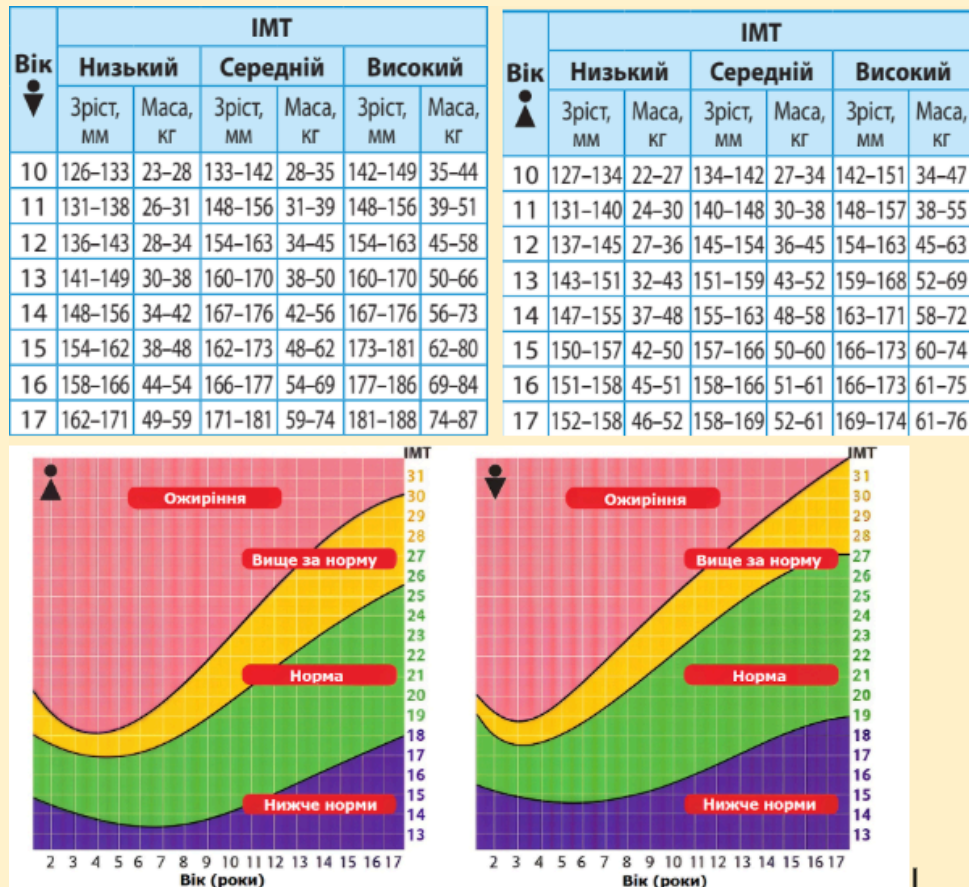 ІМТ
Вік Низький Середній Високий
Зріст, мм Маса, кг Зріст, мм Маса, кг Зріст, мм Маса, кг
10 126–133 23–28 133–142 28–35 142–149 35–44
11 131–138 26–31 148–156 31–39 148–156 39–51
12 136–143 28–34 154–163 34–45 154–163 45–58
13 141–149 30–38 160–170 38–50 160–170 50–66
14 148–156 34–42 167–176 42–56 167–176 56–73
15 154–162 38–48 162–173 48–62 173–181 62–80
16 158–166 44–54 166–177 54–69 177–186 69–84
17 162–171 49–59 171–181 59–74 181–188 74–87
ІМТ
Вік Низький Середній Високий
Зріст, мм Маса, кг Зріст, мм Маса, кг Зріст, мм Маса, кг
10 127–134 22–27 134–142 27–34 142–151 34–47
11 131–140 24–30 140–148 30–38 148–157 38–55
12 137–145 27–36 145–154 36–45 154–163 45–63
13 143–151 32–43 151–159 43–52 159–168 52–69
14 147–155 37–48 155–163 48–58 163–171 58–72
15 150–157 42–50 157–166 50–60 166–173 60–74
16 151–158 45–51 158–166 51–61 166–173 61–75
17 152–158 46–52 158–169 52–61 169–174 61–76
ІМТ
31
30
29
28
27
26
25
24
23
22
21
20
19
18
17
16
15
14
13
Ожиріння
Вище за норму
Норма
Нижче норми
2 3 4 5 6 7 8 9 10 11 12 13 14 15 16 17
Вік (роки)
ІМТ
31
30
29
28
27
26
25
24
23
22
21
20
19
18
17
16
15
14
13
Ожиріння
Вище за норму
Норма
Нижче норми
2 3 4 5 6 7 8 9 10 11 12 13 14 15 16 17
Вік (роки)